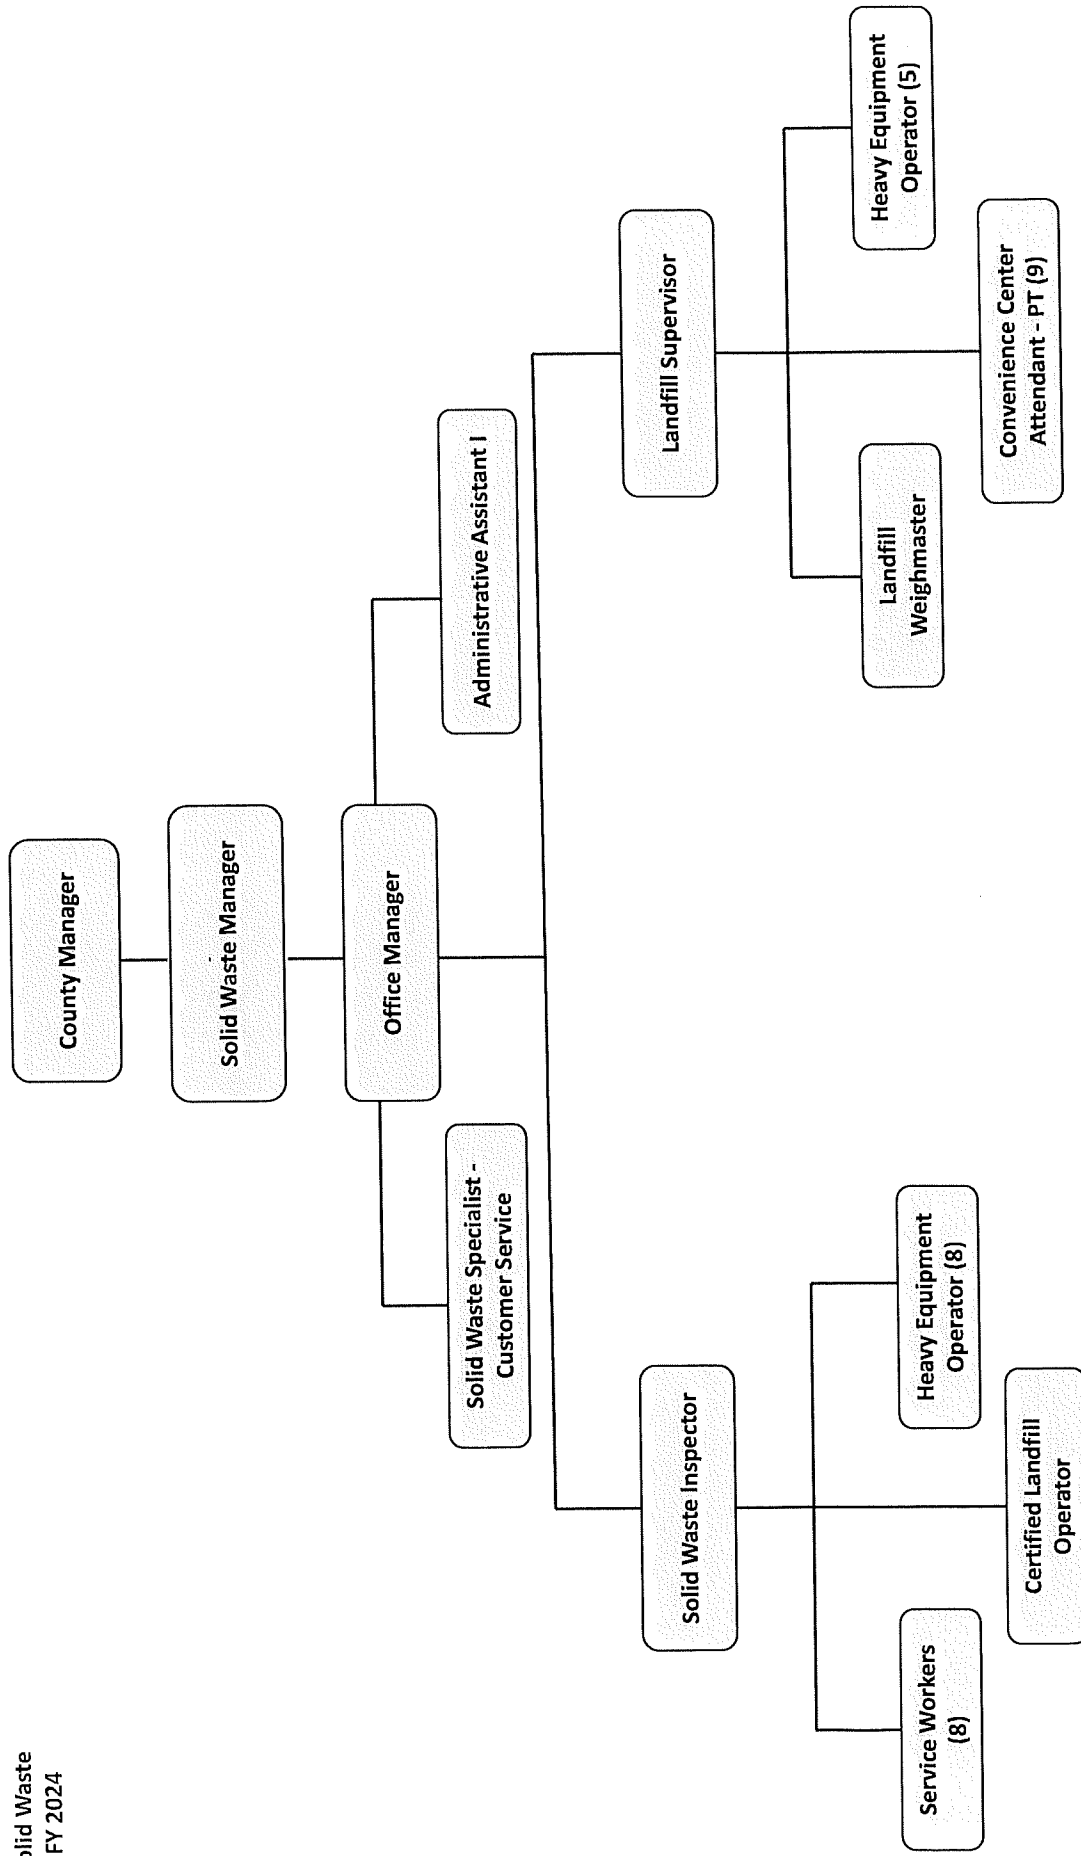 olid Waste
FY 2024
County Manager
Solid Waste Manager
Office Manager
Solid Waste Specialist -
Customer Service
Administrative Assistant I
Solid Waste Inspector
Landfill Supervisor
Service Workers
(8)
Heavy Equipment
Operator (8)
Certified Landfill
Operator
Landfill
Weighmaster
Heavy Equipment
Operator (5)
Convenience Center
Attendant - PT (9)